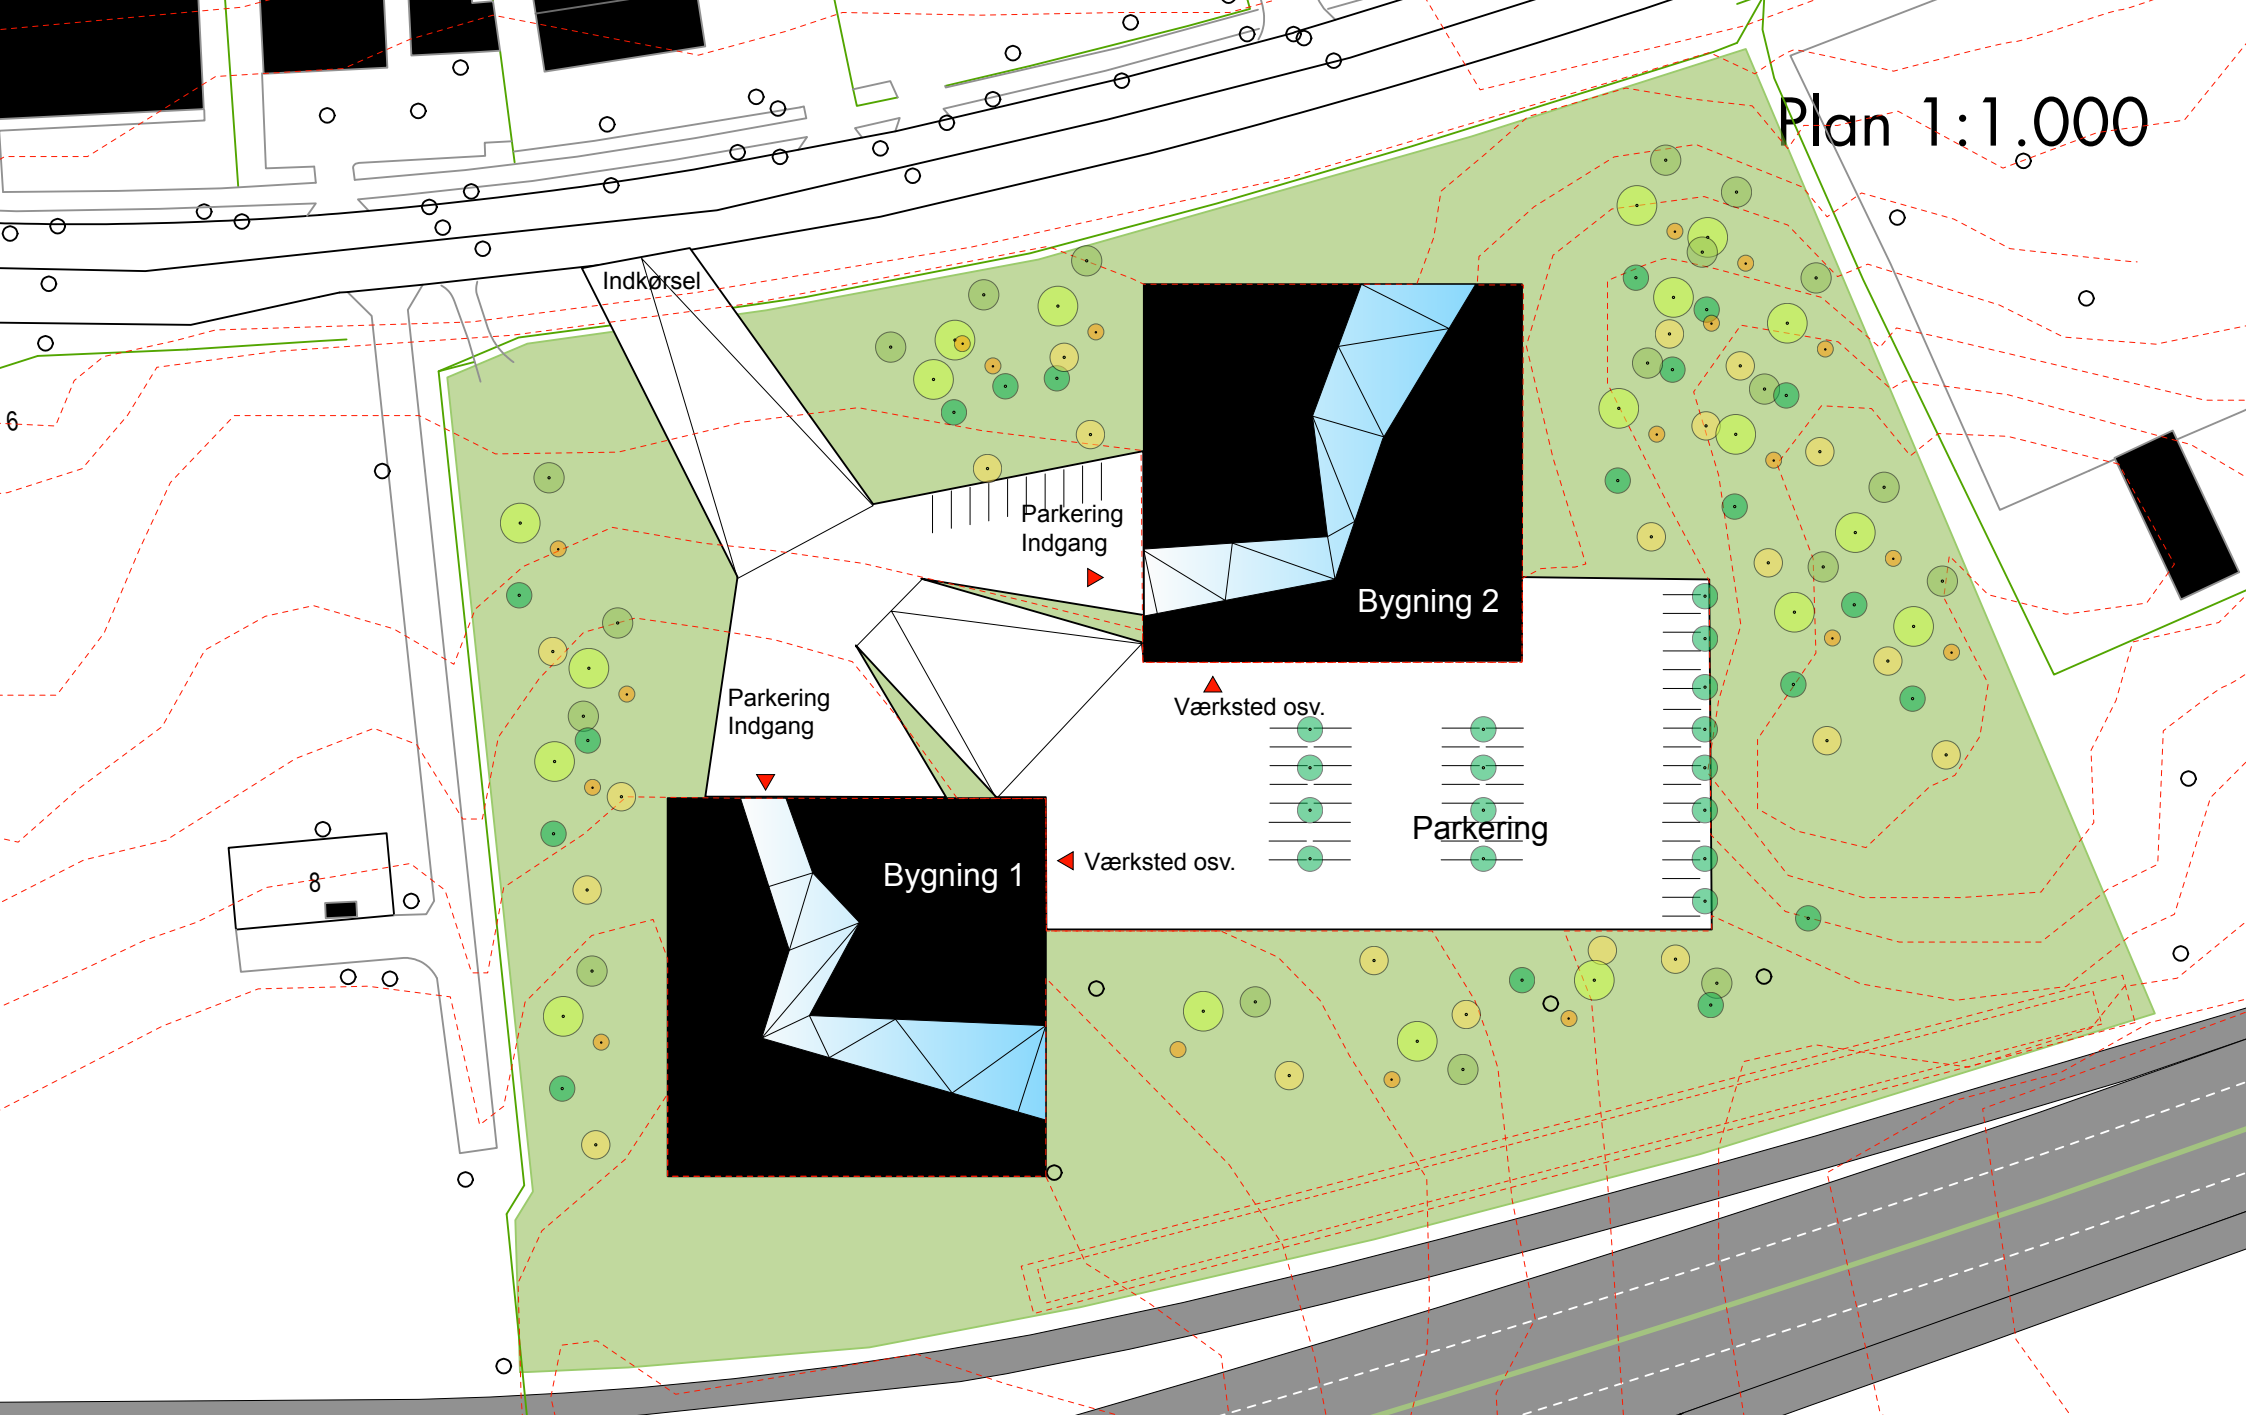 Plan 1:1.000
Indkørsel
6
Parkering
Indgang
Bygning 2
Parkering
Indgang
Værksted osv.
Parkering
Bygning 1
Værksted osv.
8